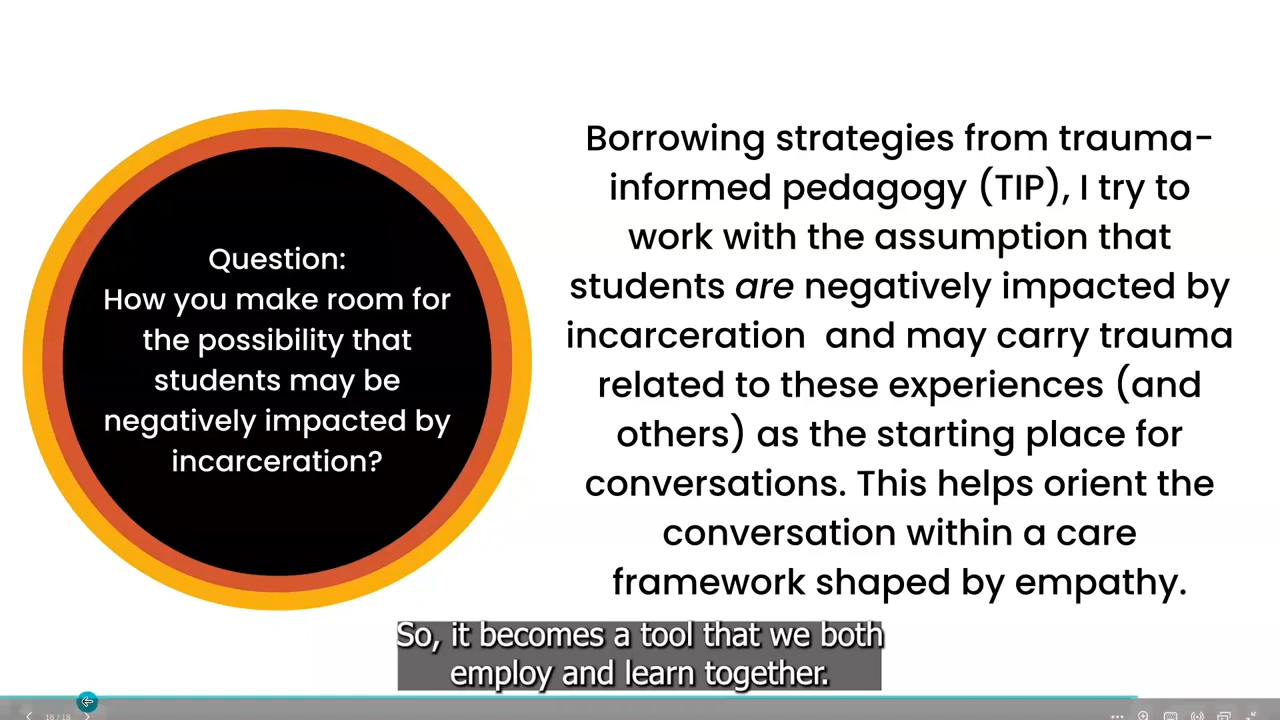 Question:
How you make room for
the possibility that
students may be
negatively impacted by
incarceration?
Borrowing strategies from trauma-
informed pedagogy (TIP), I try to
work with the assumption that
students are negatively impacted by
incarceration  and may carry trauma
related to these experiences (and
others) as the starting place for
conversations. This helps orient the
conversation within a care
framework shaped by empathy.
So, it becomes a tool that we both
employ and learn together.
18 / 18